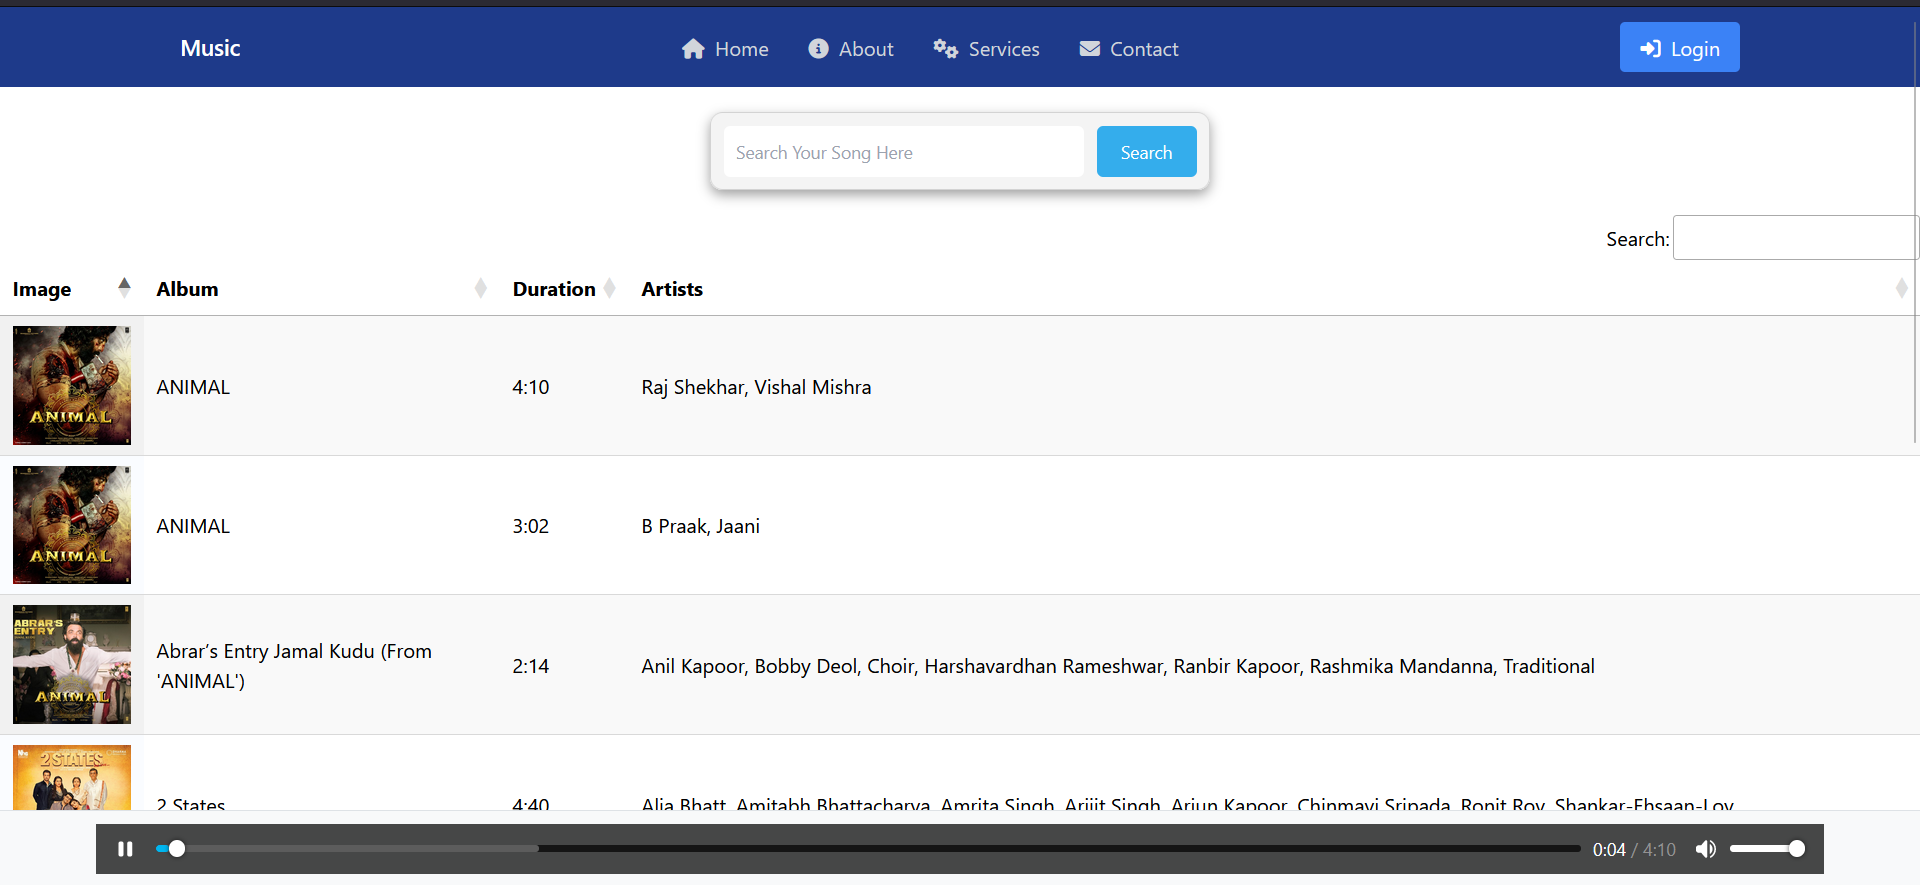 Music
Home
About
Services
Contact
Login
Search Your Song Here
Search
Search:
Image
Album
Duration
Artists
ANIMAL
ANIMAL
4:10
Raj Shekhar, Vishal Mishra
ANIMAL
ANIMAL
3:02
B Praak, Jaani
ABRAR'S
ENTRY
ANIMAL
Abrar’s Entry Jamal Kudu (From
'ANIMAL')
2:14
Anil Kapoor, Bobby Deol, Choir, Harshavardhan Rameshwar, Ranbir Kapoor, Rashmika Mandanna, Traditional
2 STATES
2 States
4:40
Alia Bhatt, Amitabh Bhattacharya, Amrita Singh, Arijit Singh, Arjun Kapoor, Chinmayi Sripada, Ronit Roy, Shankar-Ehsaan-Loy
0:04 / 4:10